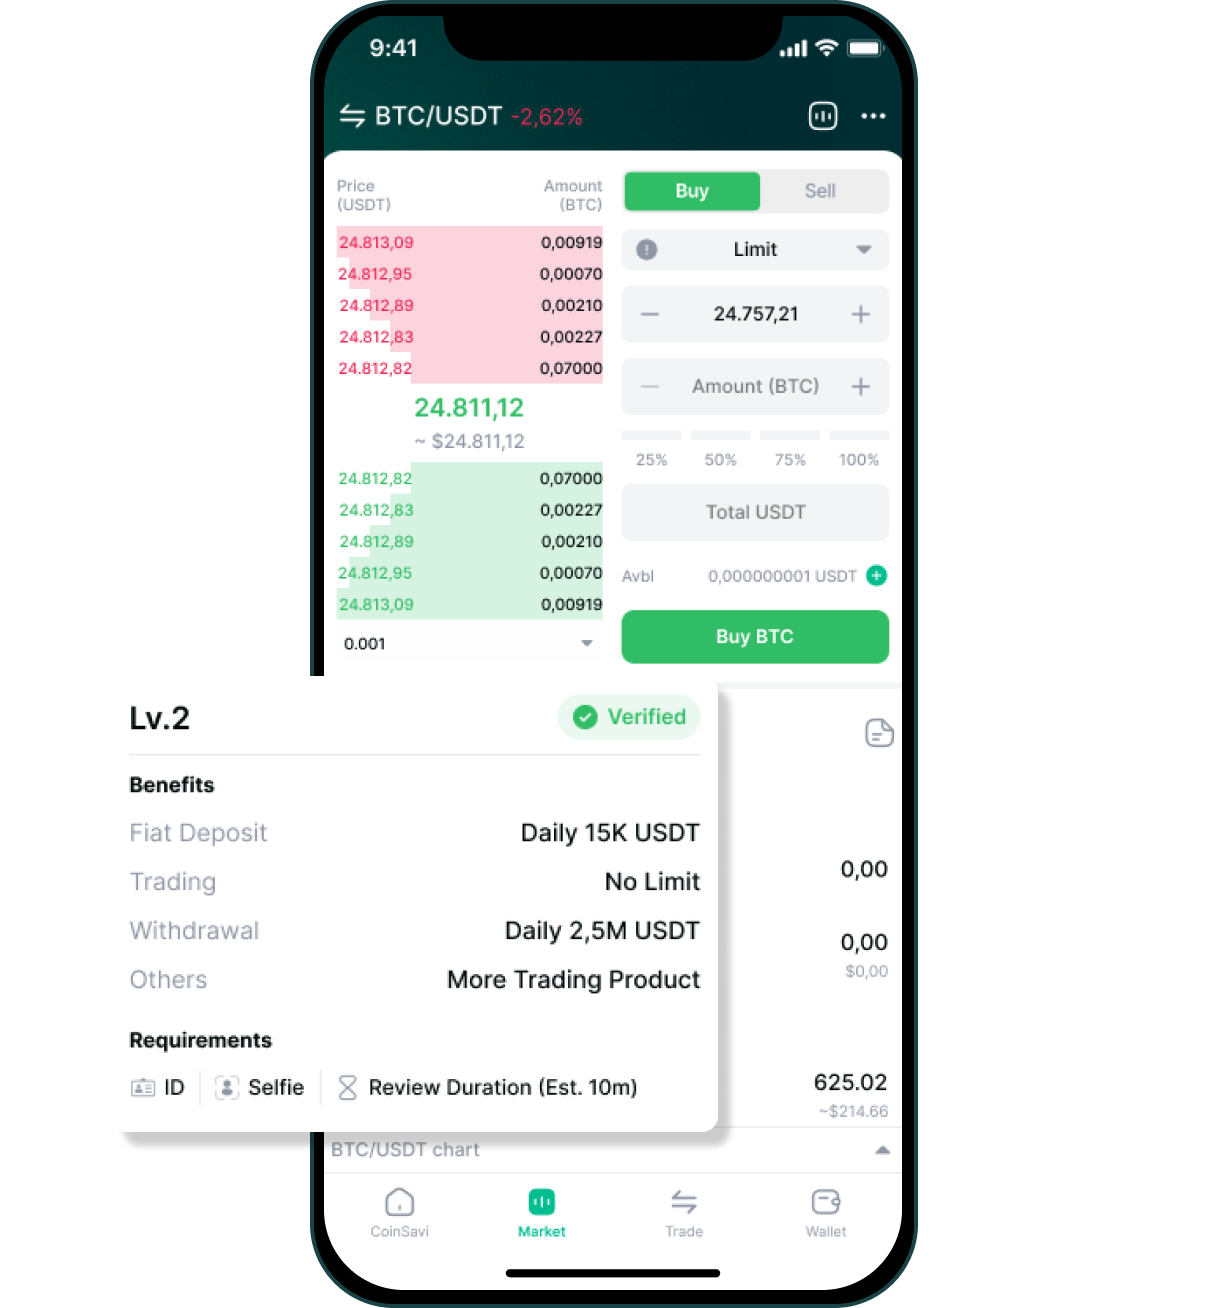 9:41
BTC/USDT -2,62%
Price (USDT)
Amount (BTC)
24.813,09 0,00919
24.812,95 0,00070
24.812,89 0,00210
24.812,83 0,00227
24.812,82 0,07000
24.811,12
~ $24.811,12
24.812,82 0,07000
24.812,83 0,00227
24.812,89 0,00210
24.812,95 0,00070
24.813,09 0,00919
0.001
Buy Sell
Limit
24.757,21
Amount (BTC)
25% 50% 75% 100%
Total USDT
Avbl 0,000000001 USDT
Buy BTC
Lv.2 Verified
Benefits
Fiat Deposit Daily 15K USDT
Trading No Limit
Withdrawal Daily 2,5M USDT
Others More Trading Product
Requirements
ID Selfie Review Duration (Est. 10m)
0,00
0,00
$0,00
625.02
~$214.66
BTC/USDT chart
CoinSavi Market Trade Wallet